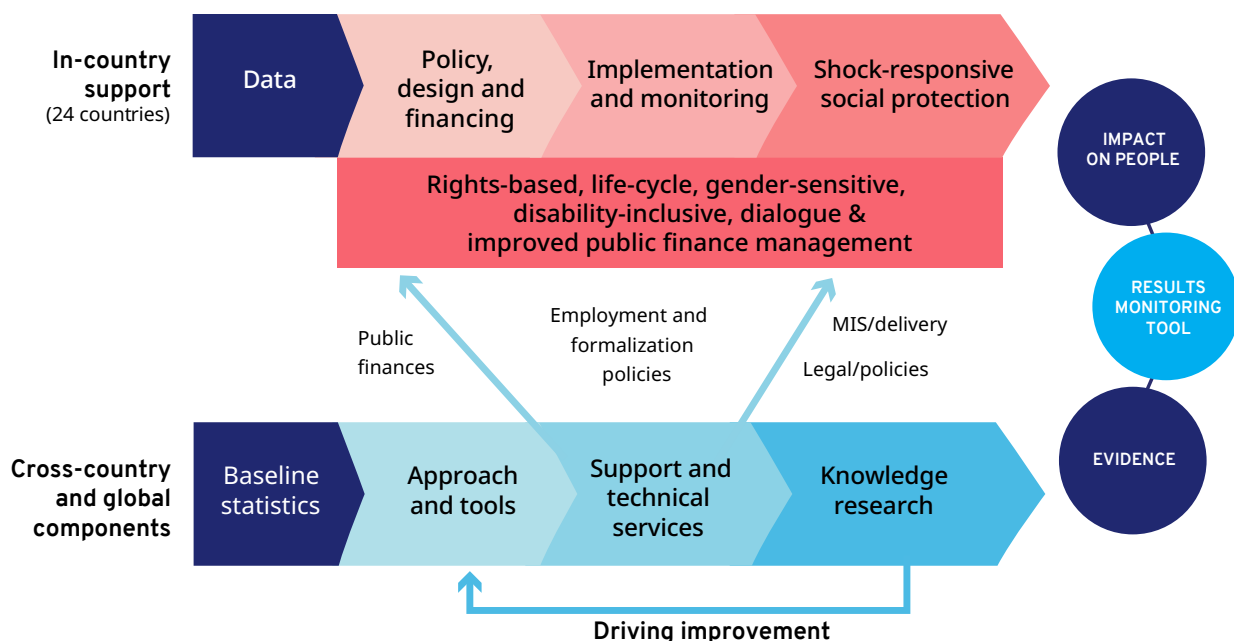 In-country
support
(24 countries)
Data
Policy,
design and
financing
Implementation
and monitoring
Shock-responsive
social protection
Rights-based, life-cycle, gender-sensitive,
disability-inclusive, dialogue &
improved public finance management
IMPACT
ON PEOPLE
RESULTS
MONITORING
TOOL
EVIDENCE
Public
finances
Employment and
formalization
policies
MIS/delivery
Legal/policies
Cross-country
and global
components
Baseline
statistics
Approach
and tools
Support and
technical
services
Knowledge
research
Driving improvement